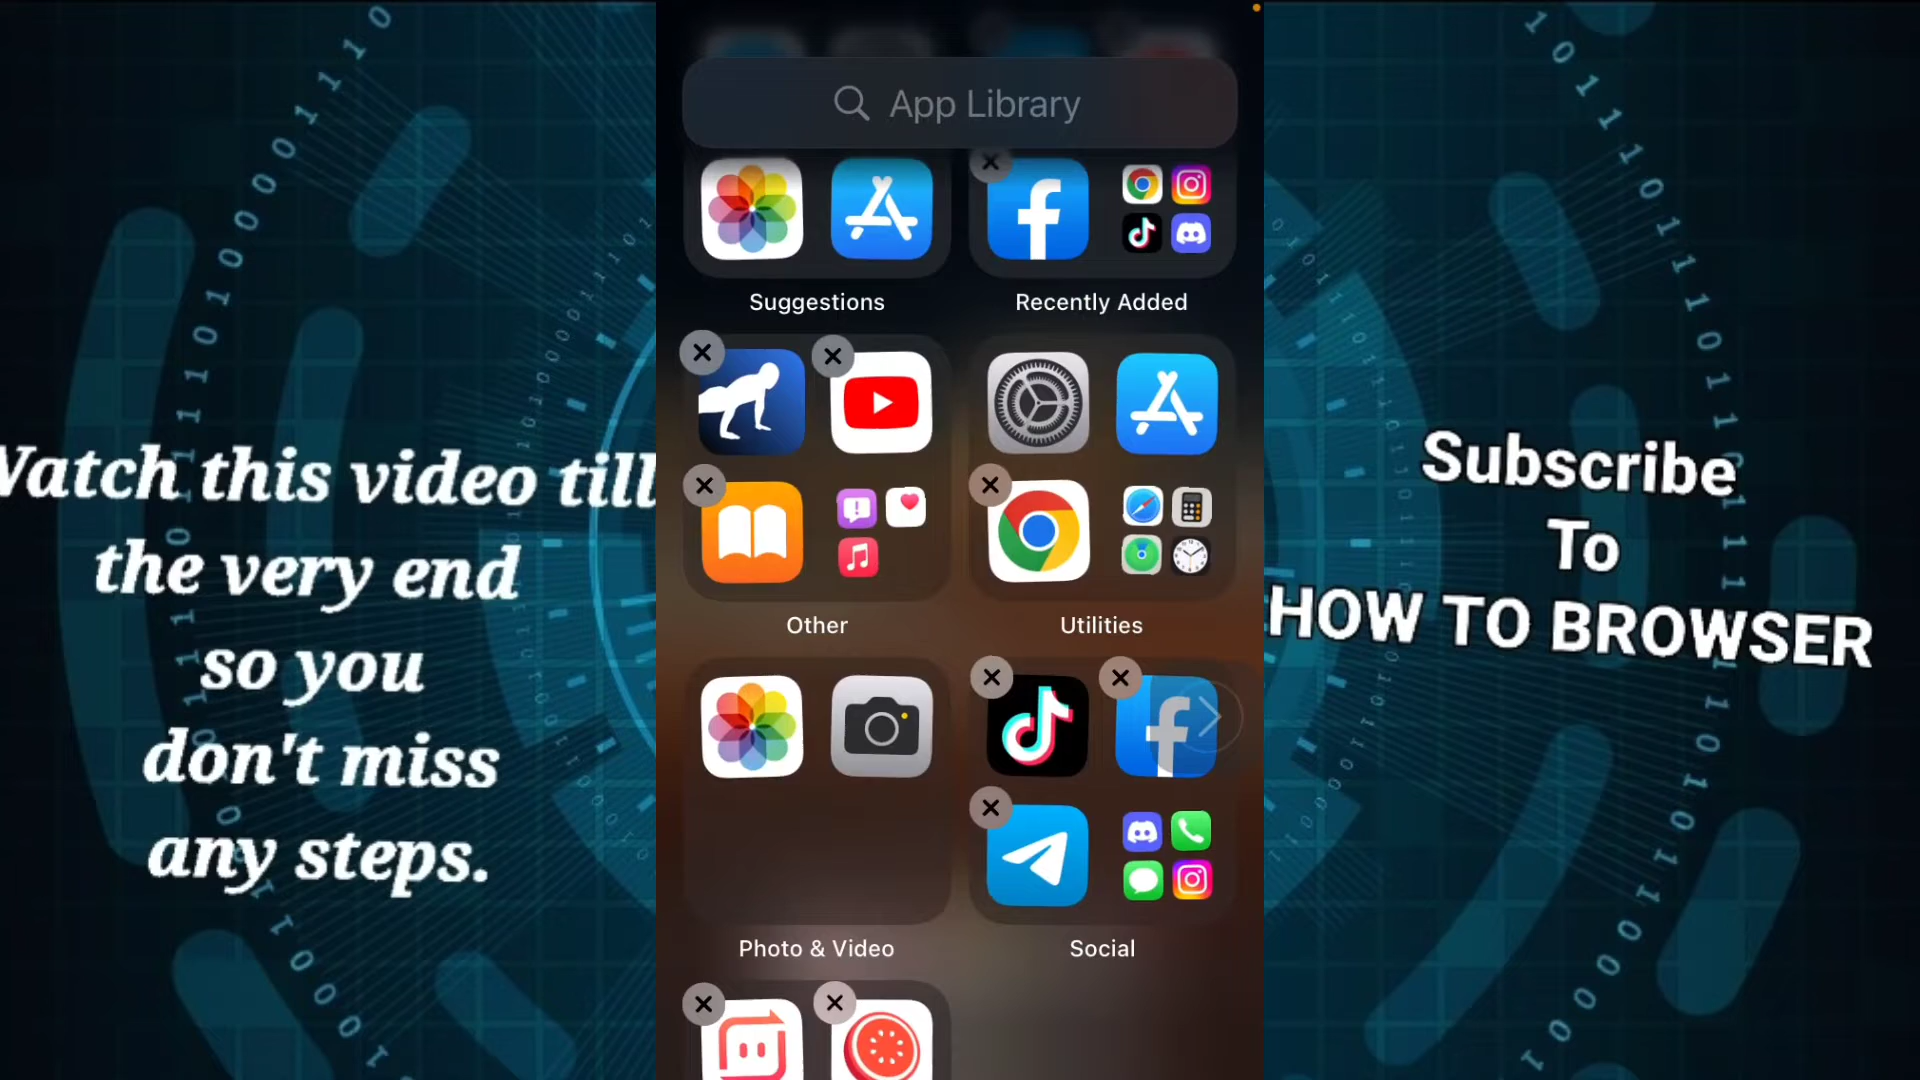 Watch this video till
the very end
so you
don't miss
any steps.
App Library
Suggestions
Recently Added
Other
Utilities
Photo & Video
Social
Subscribe
To
HOW TO BROWSER